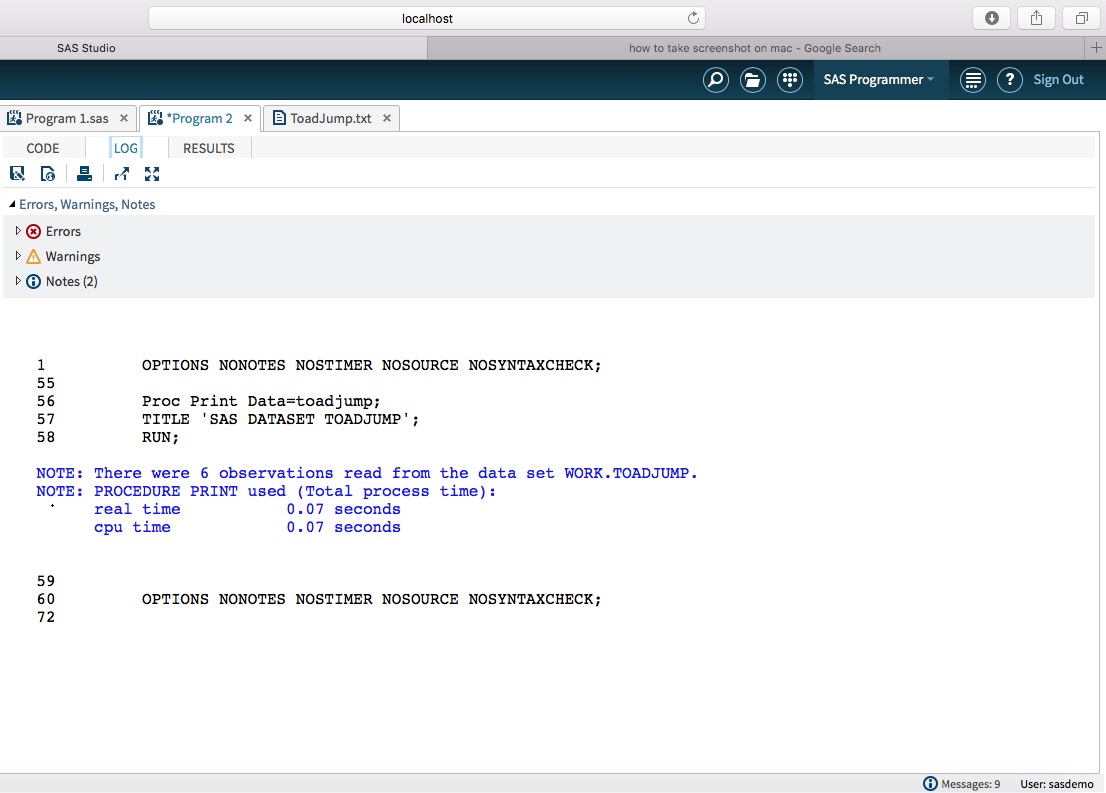 localhost
SAS Studio
how to take screenshot on mac - Google Search
SAS Programmer
Sign Out
Program 1.sas
*Program 2
ToadJump.txt
CODE
LOG
RESULTS
Errors, Warnings, Notes
Errors
Warnings
Notes (2)
1 OPTIONS NONOTES NOSTIMER NOSOURCE NOSYNTAXCHECK;
55
56 Proc Print Data=toadjump;
57 TITLE 'SAS DATASET TOADJUMP';
58 RUN;
NOTE: There were 6 observations read from the data set WORK.TOADJUMP.
NOTE: PROCEDURE PRINT used (Total process time):
real time 0.07 seconds
cpu time 0.07 seconds
59
60 OPTIONS NONOTES NOSTIMER NOSOURCE NOSYNTAXCHECK;
72
Messages: 9
User: sasdemo